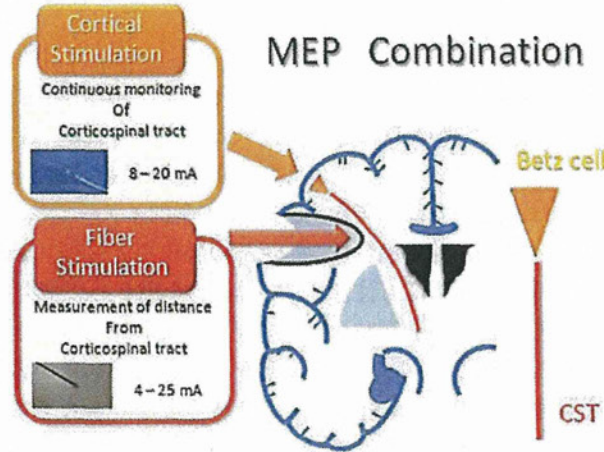 Cortical
Stimulation
Continuous monitoring
Of
Corticospinal tract
8–20 mA
Fiber
Stimulation
Measurement of distance
From
Corticospinal tract
4–25 mA
MEP Combination
Betz cell
CST